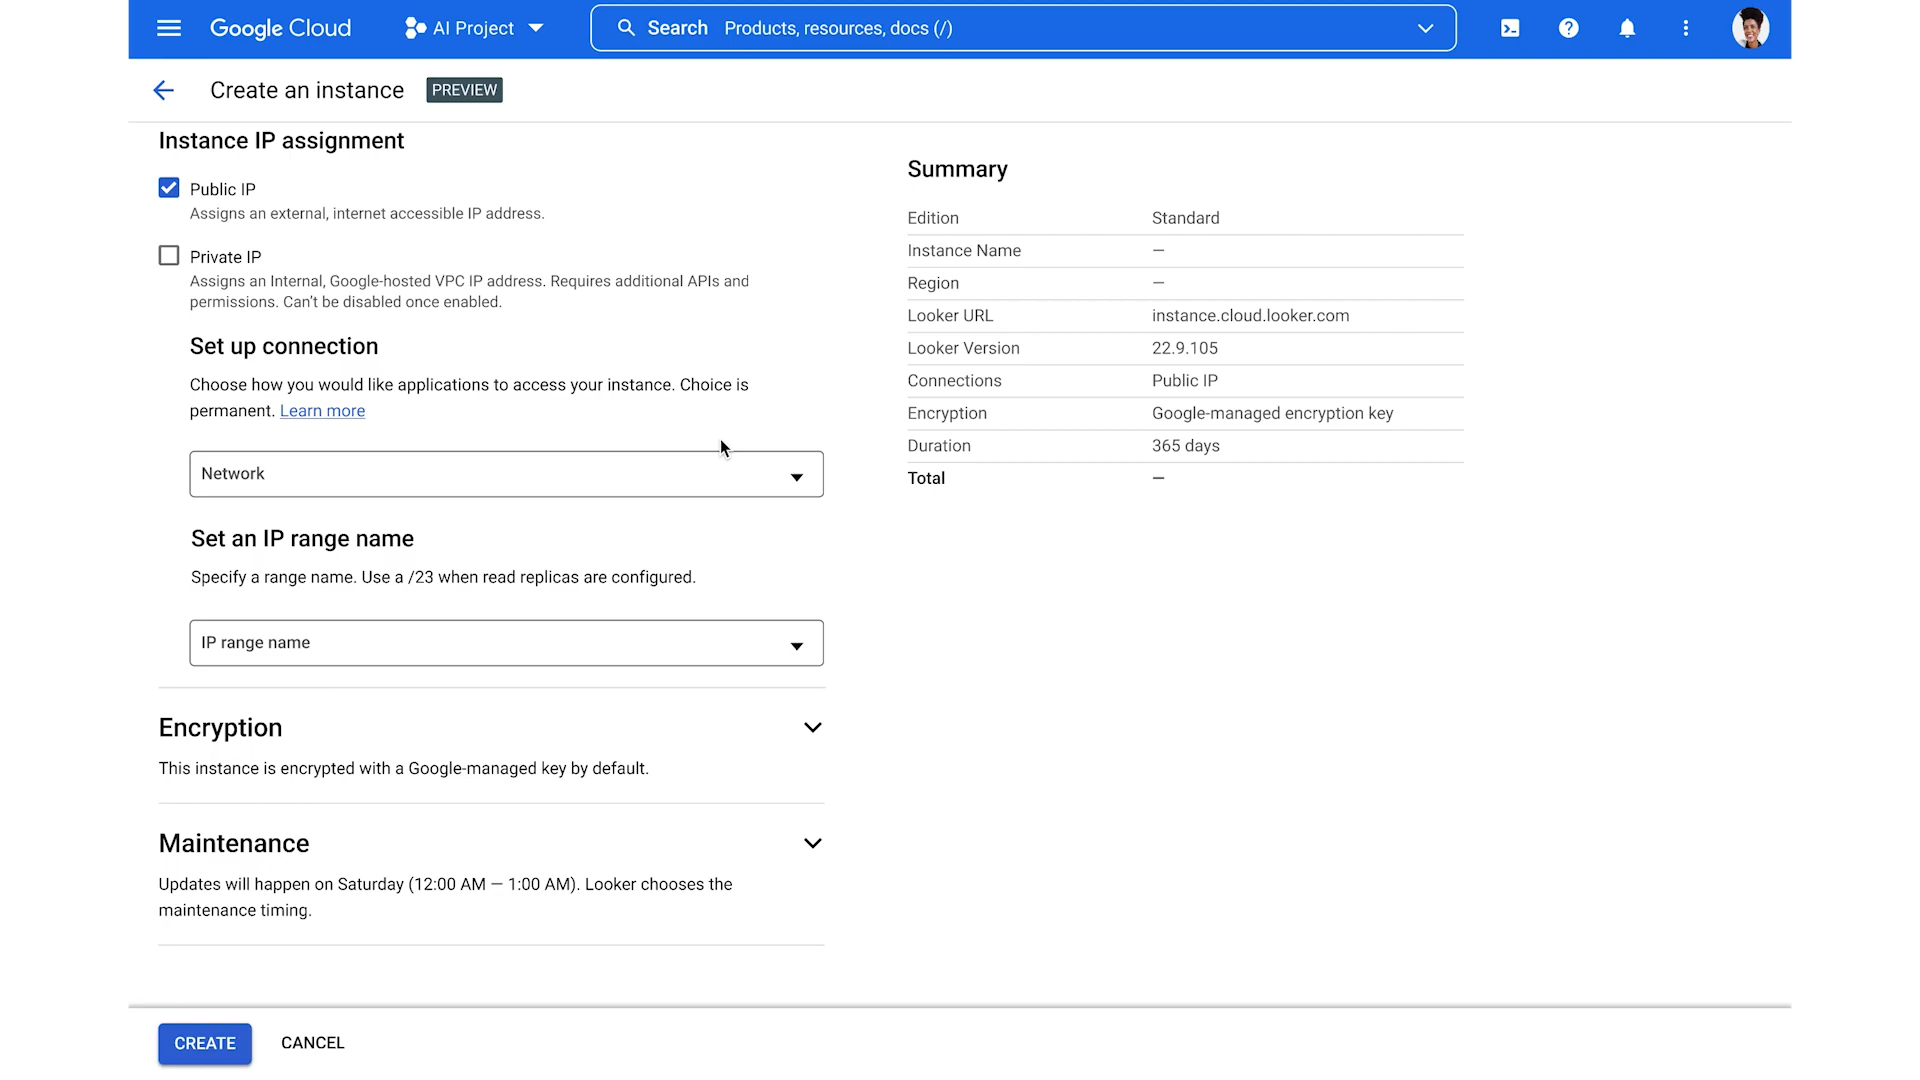 Google Cloud
AI Project
Search Products, resources, docs (/)
Create an instance PREVIEW
Instance IP assignment
Public IP
Assigns an external, internet accessible IP address.
Private IP
Assigns an Internal, Google-hosted VPC IP address. Requires additional APIs and
permissions. Can't be disabled once enabled.
Set up connection
Choose how you would like applications to access your instance. Choice is
permanent. Learn more
Network
Set an IP range name
Specify a range name. Use a /23 when read replicas are configured.
IP range name
Encryption
This instance is encrypted with a Google-managed key by default.
Maintenance
Updates will happen on Saturday (12:00 AM — 1:00 AM). Looker chooses the
maintenance timing.
Summary
Edition Standard
Instance Name —
Region —
Looker URL instance.cloud.looker.com
Looker Version 22.9.105
Connections Public IP
Encryption Google-managed encryption key
Duration 365 days
Total —
CREATE CANCEL